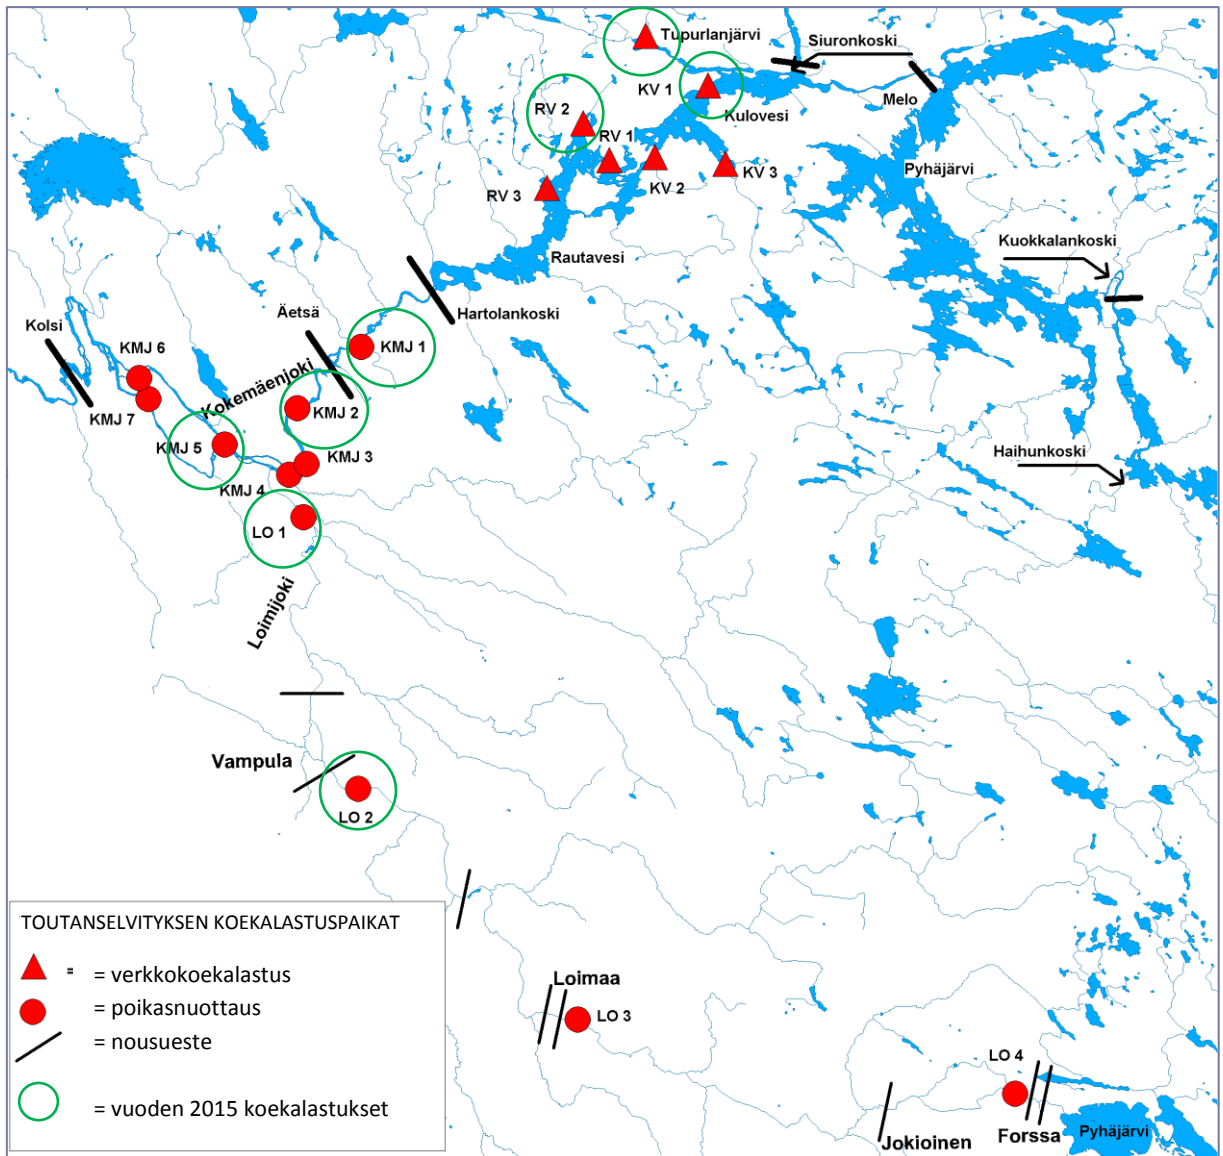 Tupurlanjärvi
Siuronkoski
KV 1
Melo
RV 2
Kulovesi
RV 1
Pyhäjärvi
KV 2
KV 3
RV 3
Kuokkalankoski
Rautavesi
Äetsä
Hartolankoski
Kolsi
KMJ 1
KMJ 6
Kokemäenjoki
KMJ 2
KMJ 7
KMJ 5
KMJ 3
Haihunkoski
KMJ 4
LO 1
Loimijoki
Vampula
LO 2
TOUTANSELVITYKSEN KOEKALASTUSPAIKAT
= = verkkokoekalastus
= poikasnuottaus
= nousueste
= vuoden 2015 koekalastukset
Loimaa
LO 3
LO 4
Jokioinen
Forssa
Pyhäjärvi